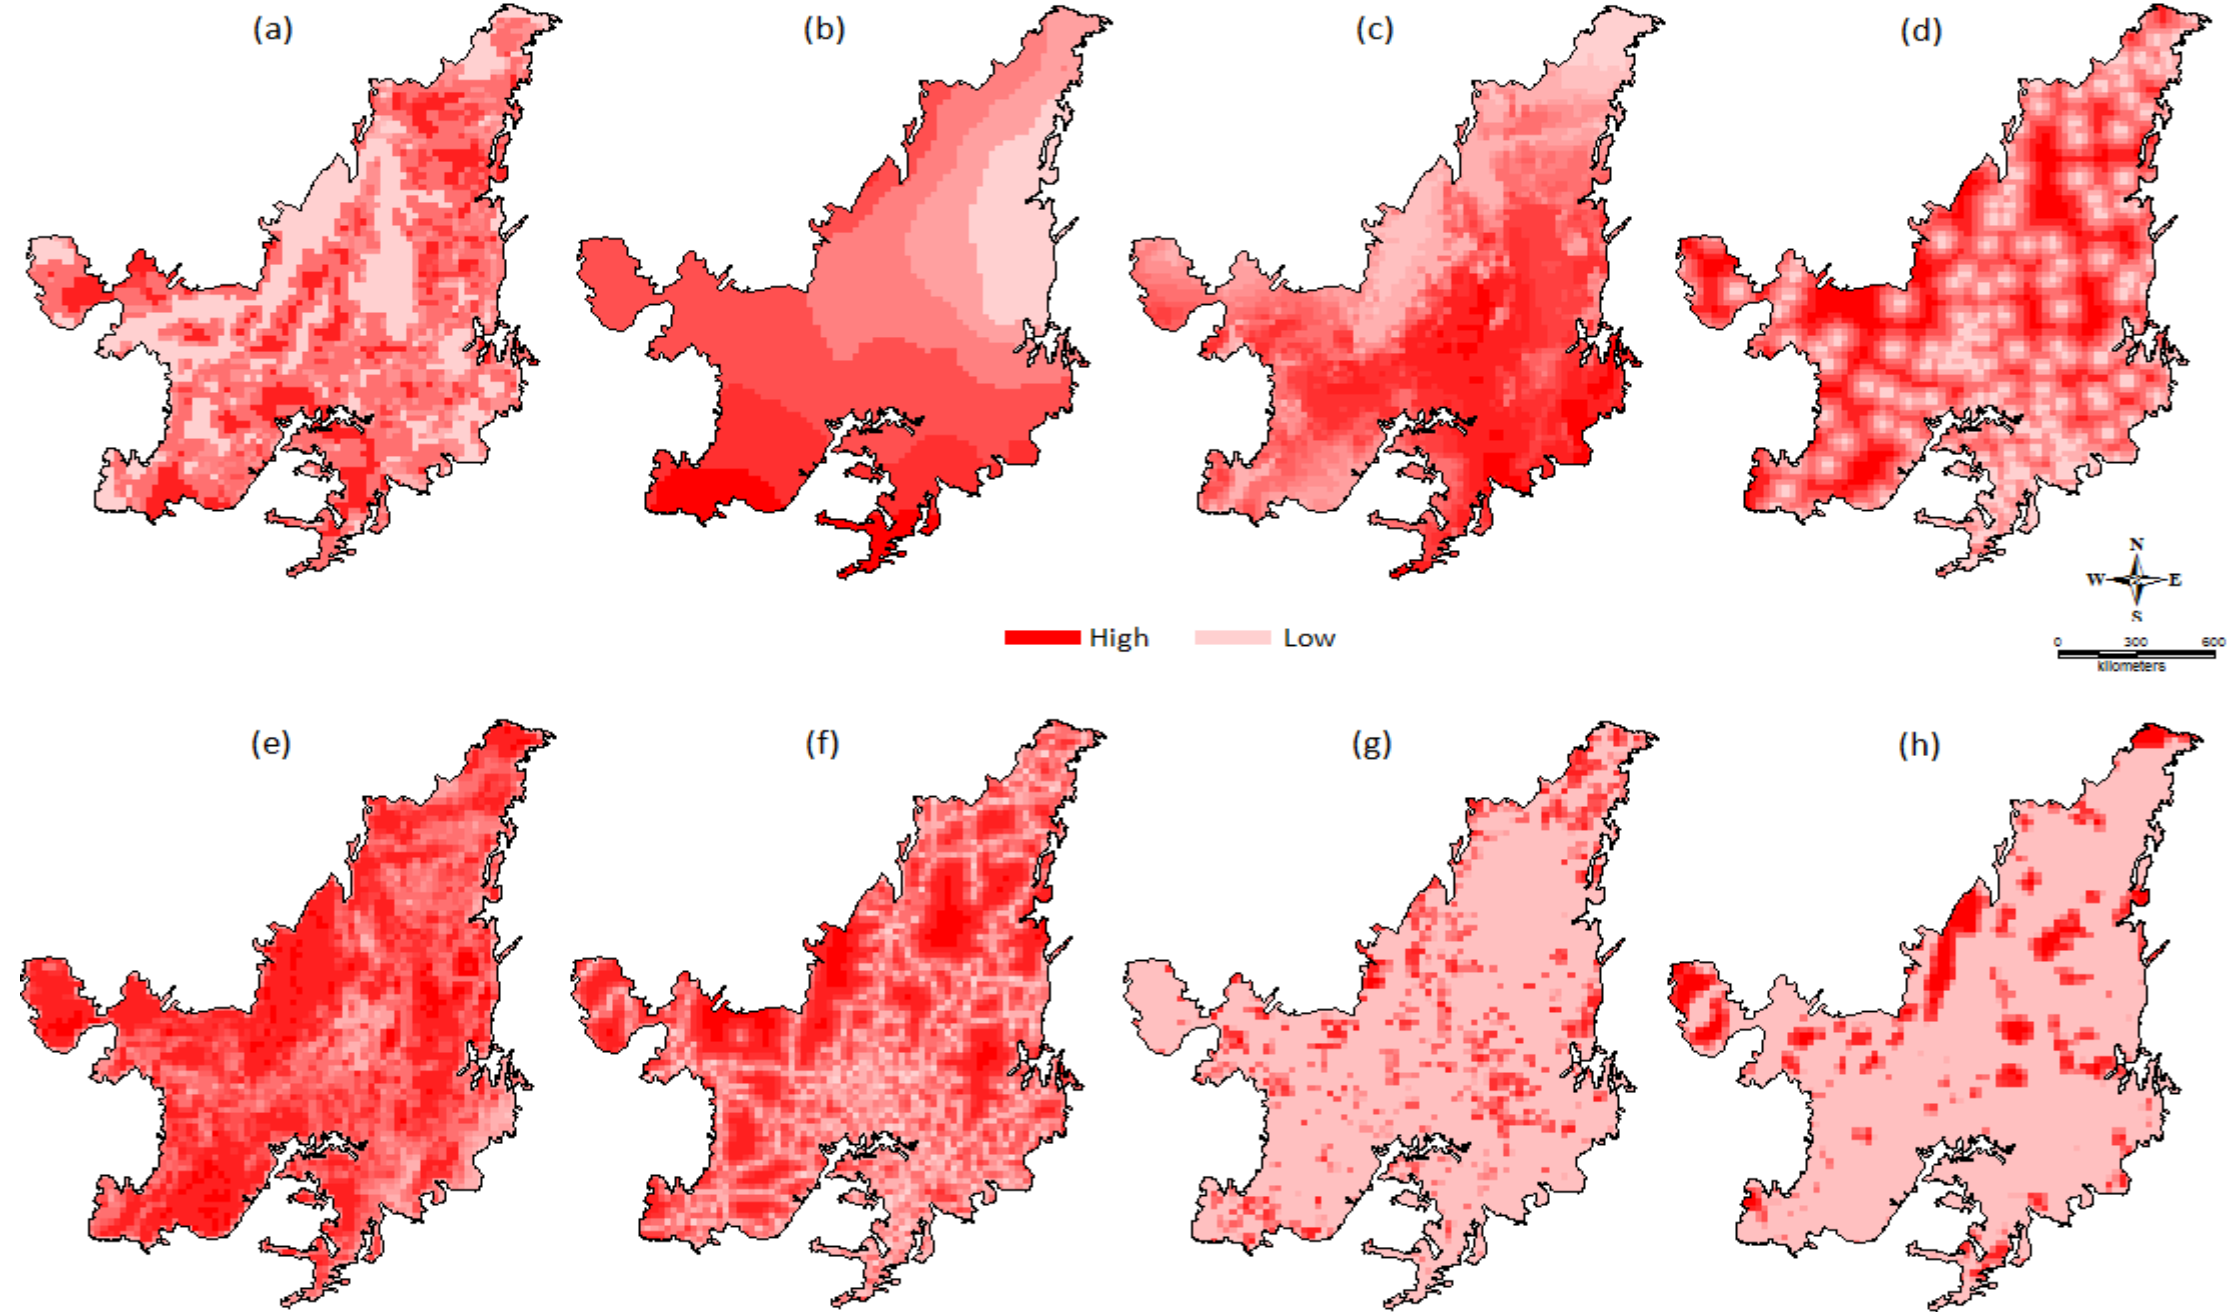 (a) (b) (c) (d)
N
W E
S
High Low
0 300 600
kilometers
(e) (f) (g) (h)